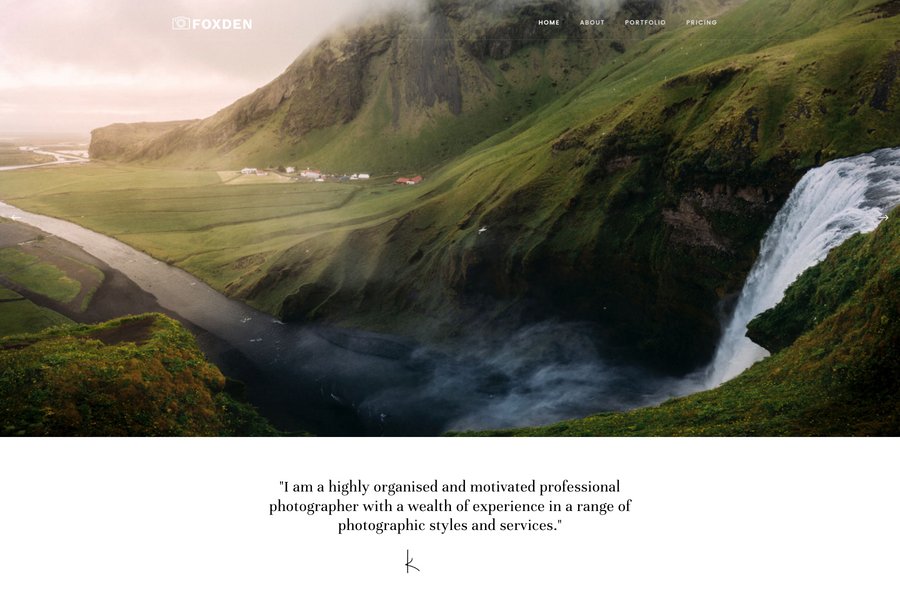 FOXDEN
HOME ABOUT PORTFOLIO PRICING
"I am a highly organised and motivated professional
photographer with a wealth of experience in a range of
photographic styles and services."
k